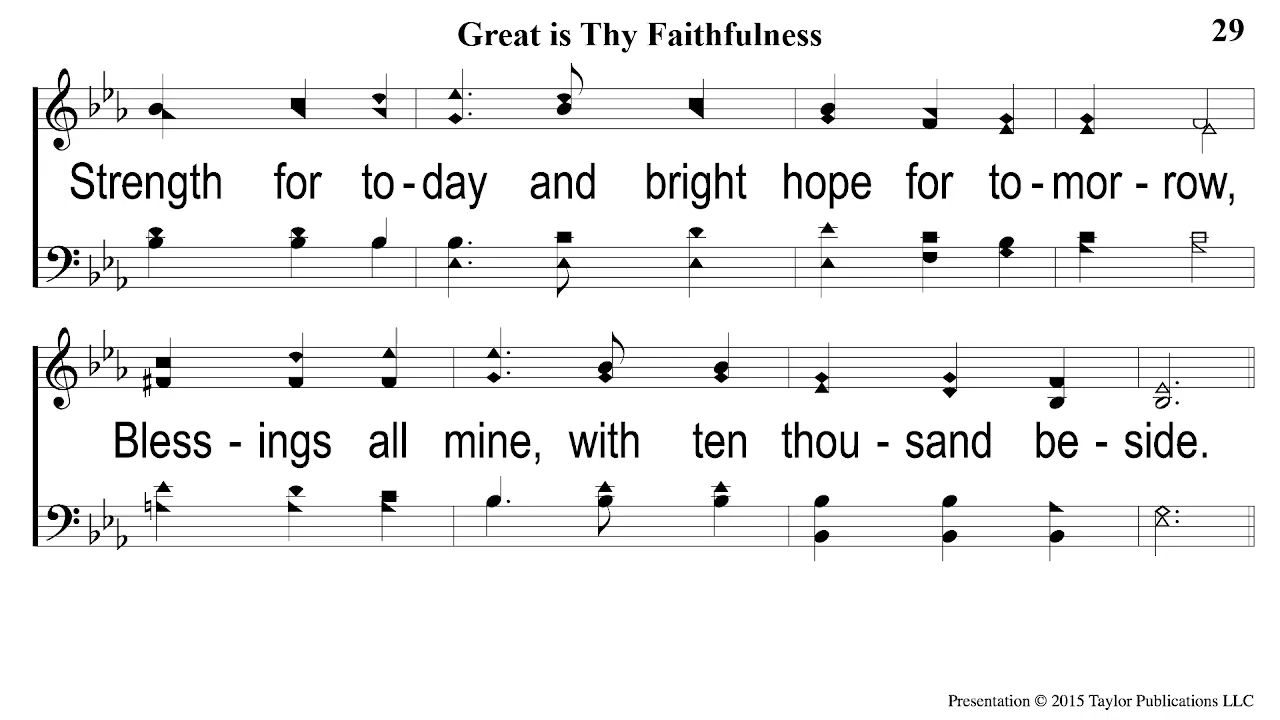 Great is Thy Faithfulness
29
Strength for to - day and bright hope for to - mor - row,
Bless - ings all mine, with ten thou - sand be - side.
Presentation © 2015 Taylor Publications LLC